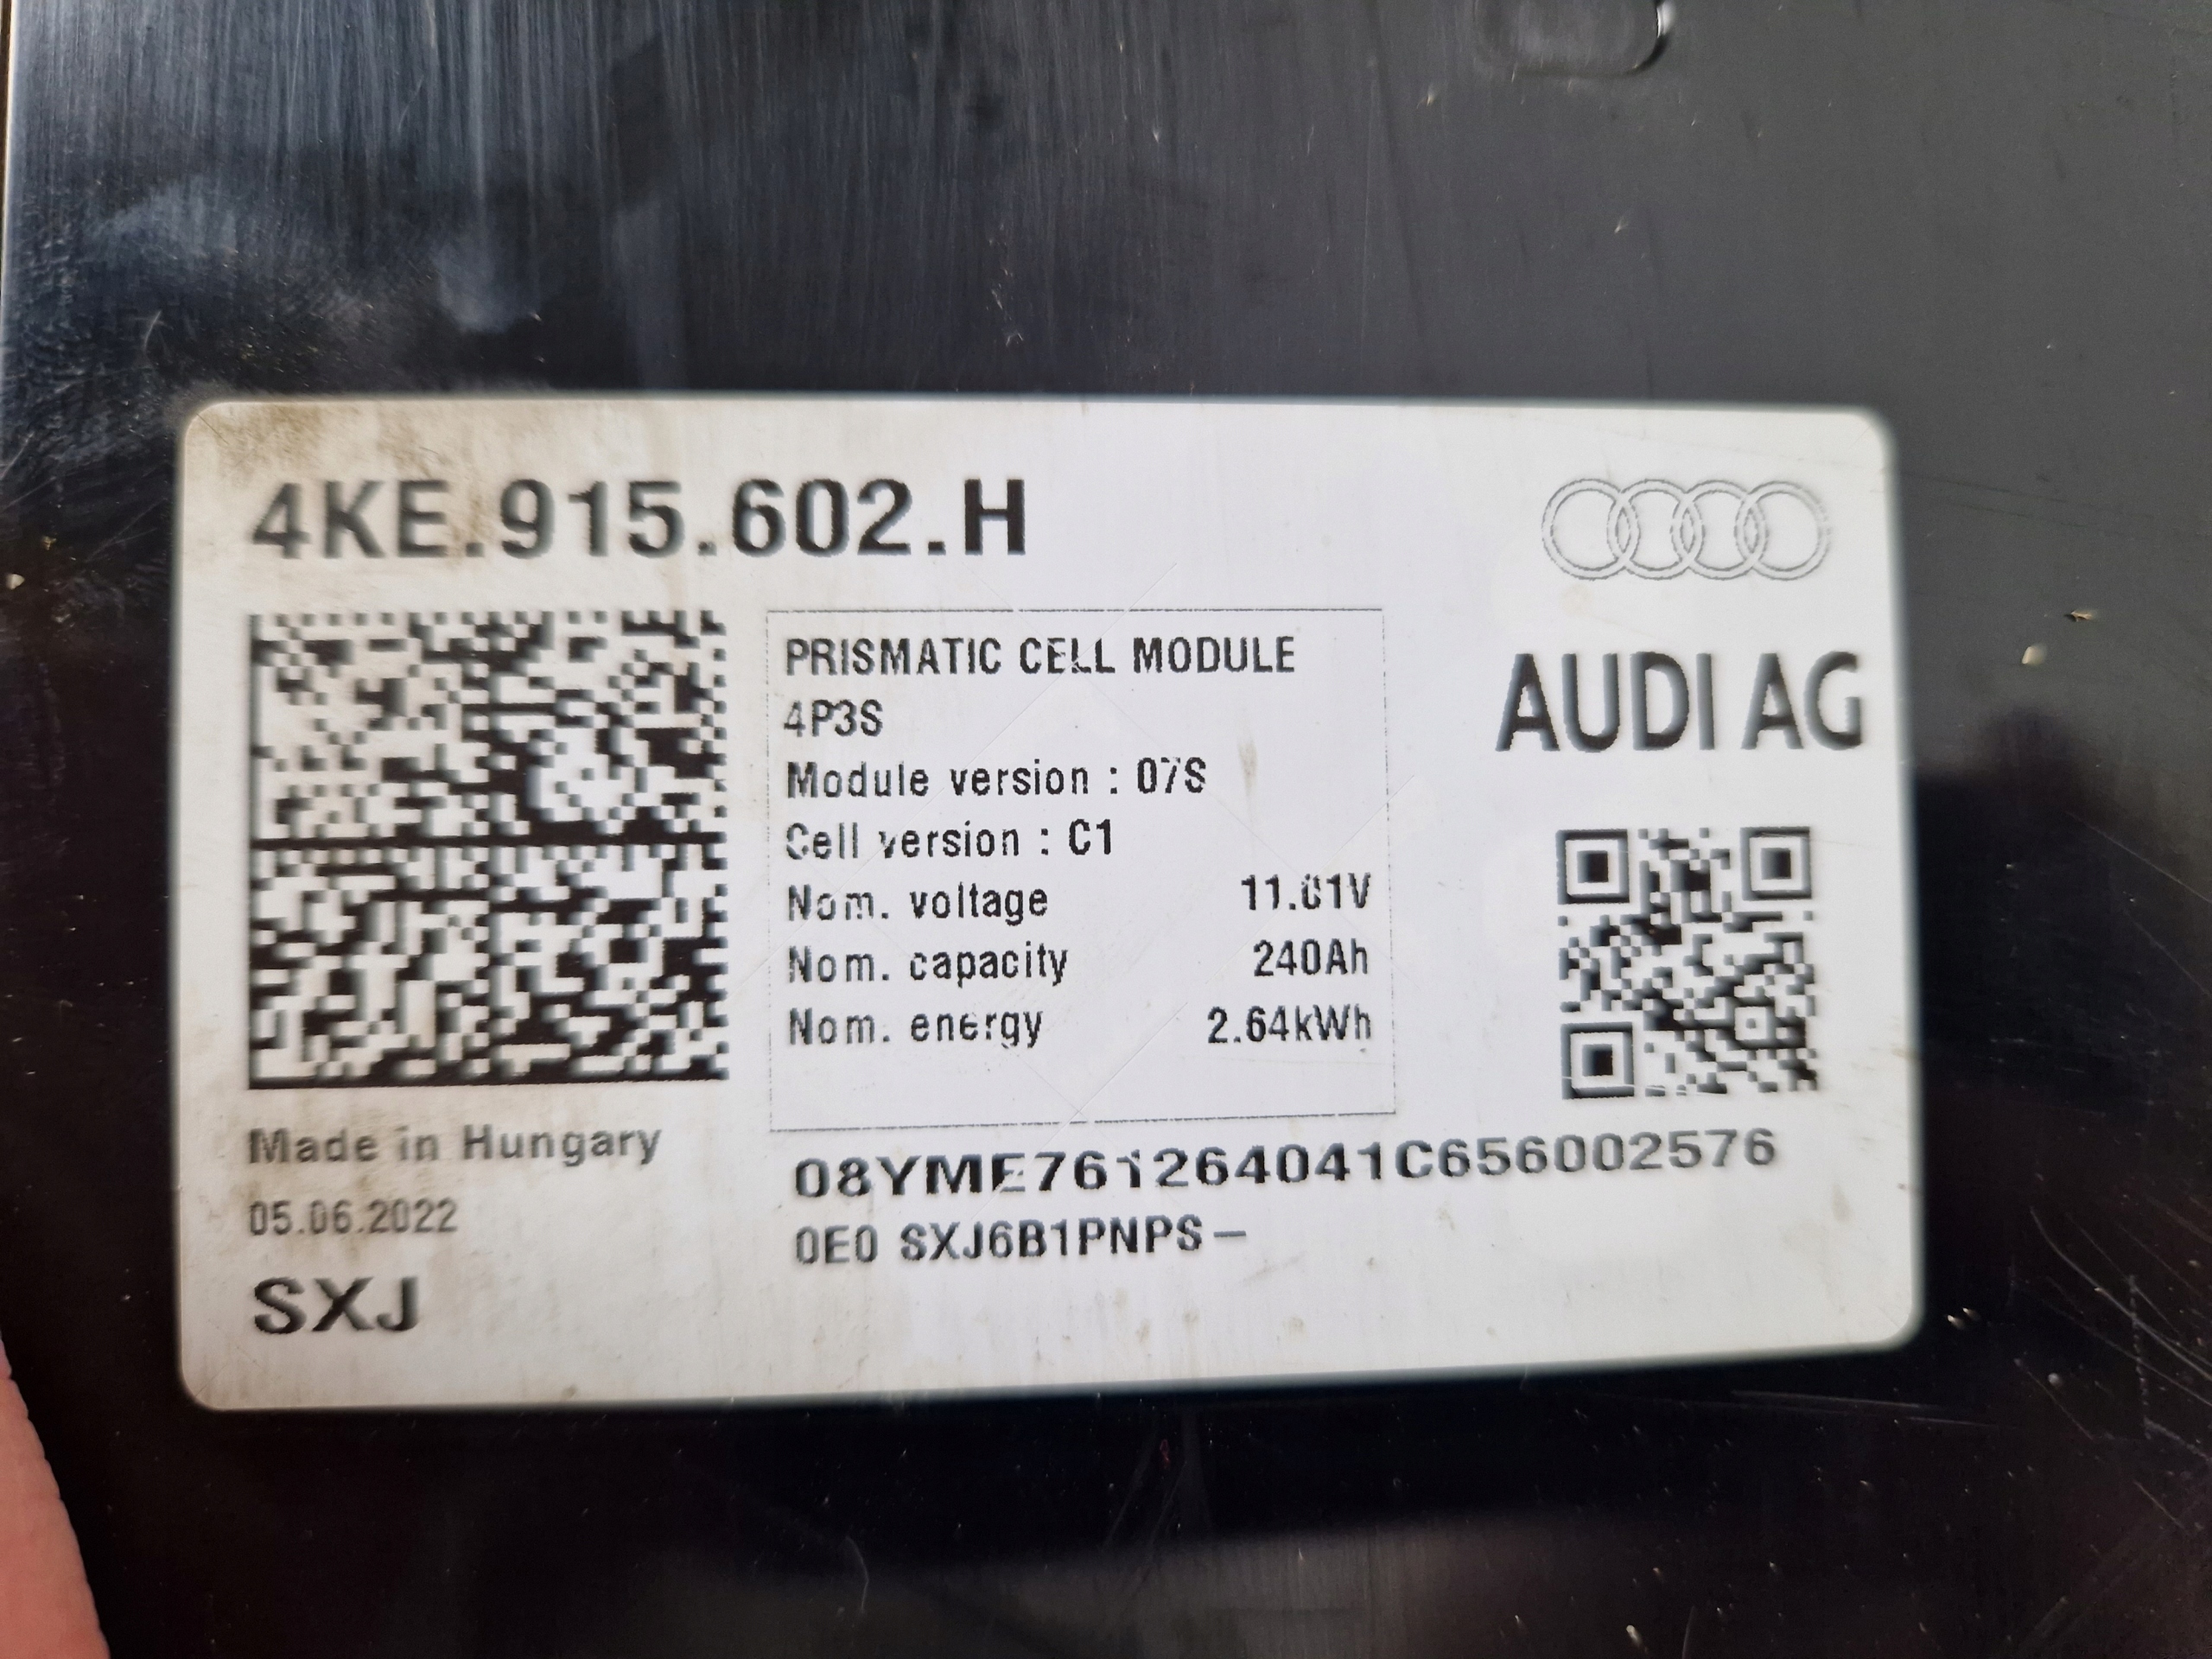 4KE.915.602.H
AUDI AG
PRISMATIC CELL MODULE
4P3S
Module version : 07S
Cell version : C1
Nom. voltage 11.01V
Nom. capacity 240Ah
Nom. energy 2.64kWh
Made in Hungary
05.06.2022
SXJ
08YME761264041C656002576
0E0 SXJ6B1PNPS–